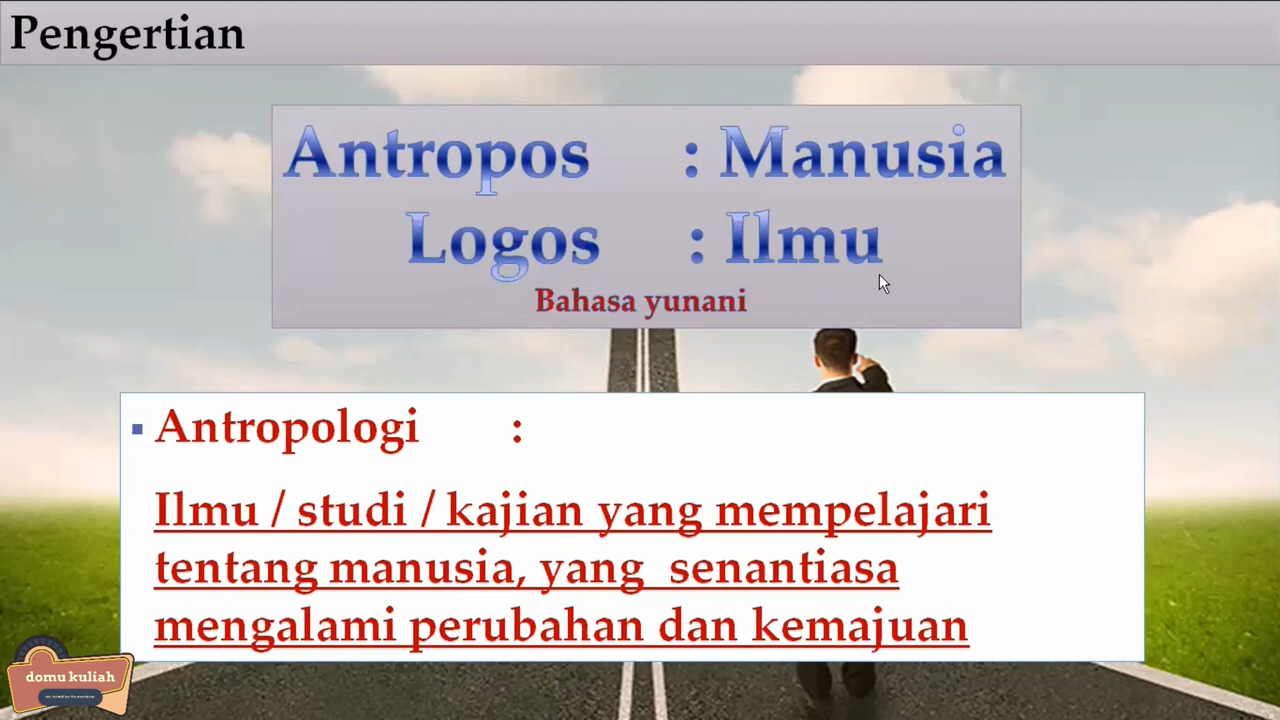 Pengertian
Antropos : Manusia
Logos : Ilmu
Bahasa yunani
Antropologi :
Ilmu / studi / kajian yang mempelajari
tentang manusia, yang senantiasa
mengalami perubahan dan kemajuan
domu kuliah